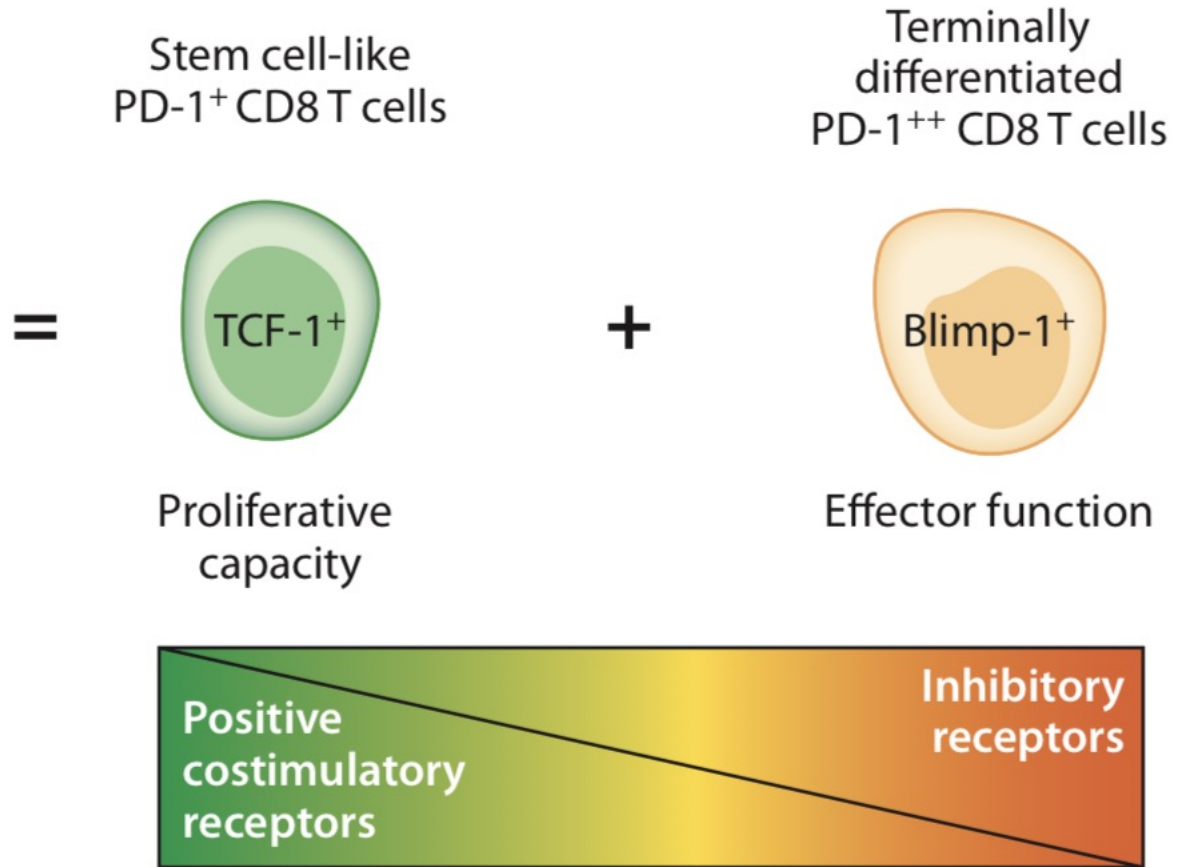 Stem cell-like
PD-1⁺ CD8 T cells
Terminally
differentiated
PD-1⁺⁺ CD8 T cells
=
TCF-1⁺
+
Blimp-1⁺
Proliferative
capacity
Effector function
Positive
costimulatory
receptors
Inhibitory
receptors